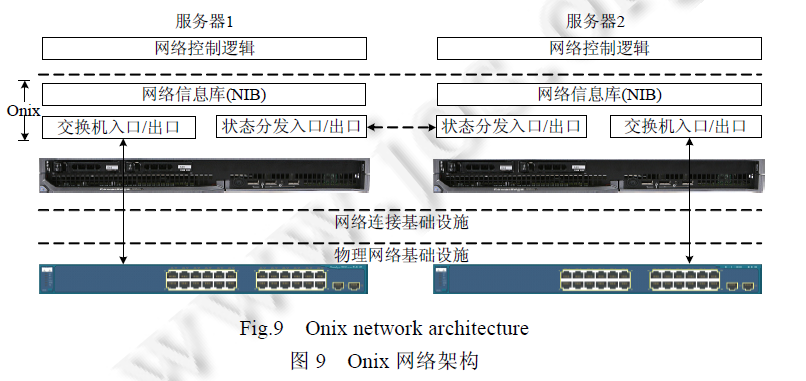 服务器1 服务器2
网络控制逻辑 网络控制逻辑
网络信息库(NIB) 网络信息库(NIB)
Onix
交换机入口/出口 状态分发入口/出口 状态分发入口/出口 交换机入口/出口
网络连接基础设施
物理网络基础设施
Fig.9 Onix network architecture
图 9 Onix 网络架构